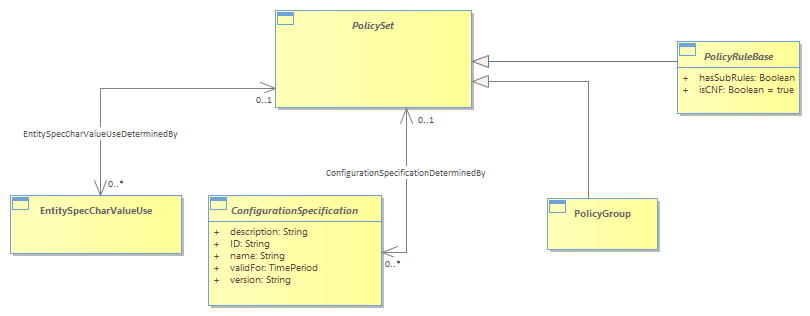 PolicySet
PolicyRuleBase
+ hasSubRules: Boolean
+ isCNF: Boolean = true
0..1
0..1
EntitySpecCharValueUseDeterminedBy
ConfigurationSpecificationDeterminedBy
0..*
EntitySpecCharValueUse
ConfigurationSpecification
+ description: String
+ ID: String
+ name: String
+ validFor: TimePeriod
+ version: String
0..*
PolicyGroup